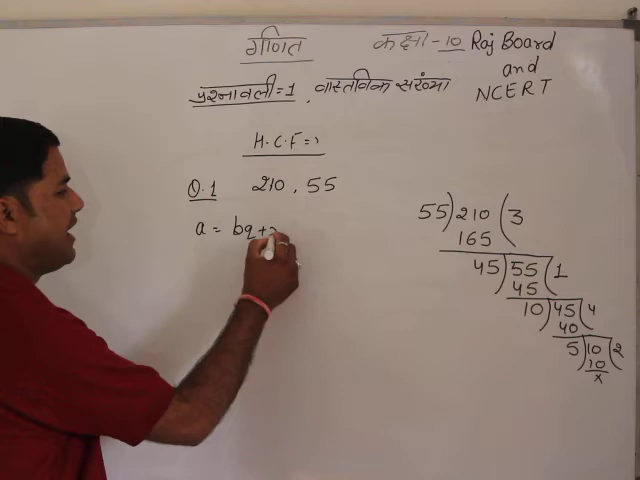 गणित
कक्षा - 10 Raj Board
and
NCERT
प्रश्नावली = 1 , वास्तविक सरंख्या
H.C.F =>
Q.1 210 , 55
a = bq +
55)210(3
165
45)55(1
45
10)45(4
40
5)10(2
10
x